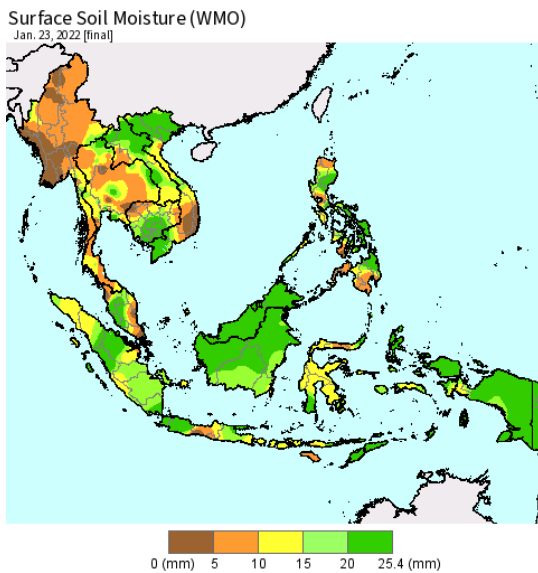 Surface Soil Moisture (WMO)
Jan. 23, 2022 [final]
0 (mm) 5 10 15 20 25.4 (mm)